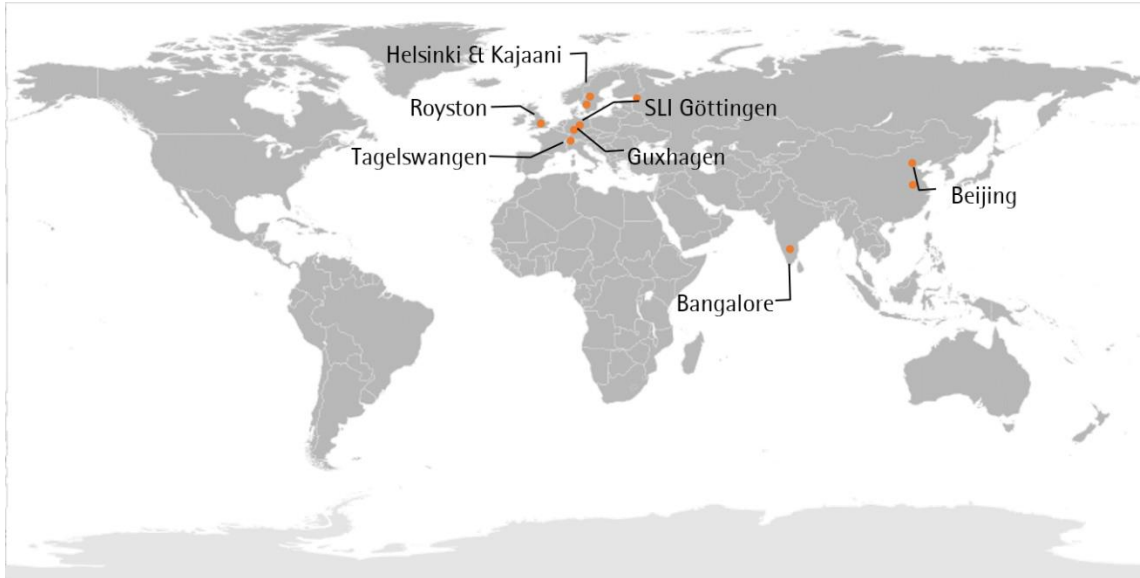 Helsinki & Kajaani
Royston
SLI Göttingen
Tagelswangen
Guxhagen
Beijing
Bangalore